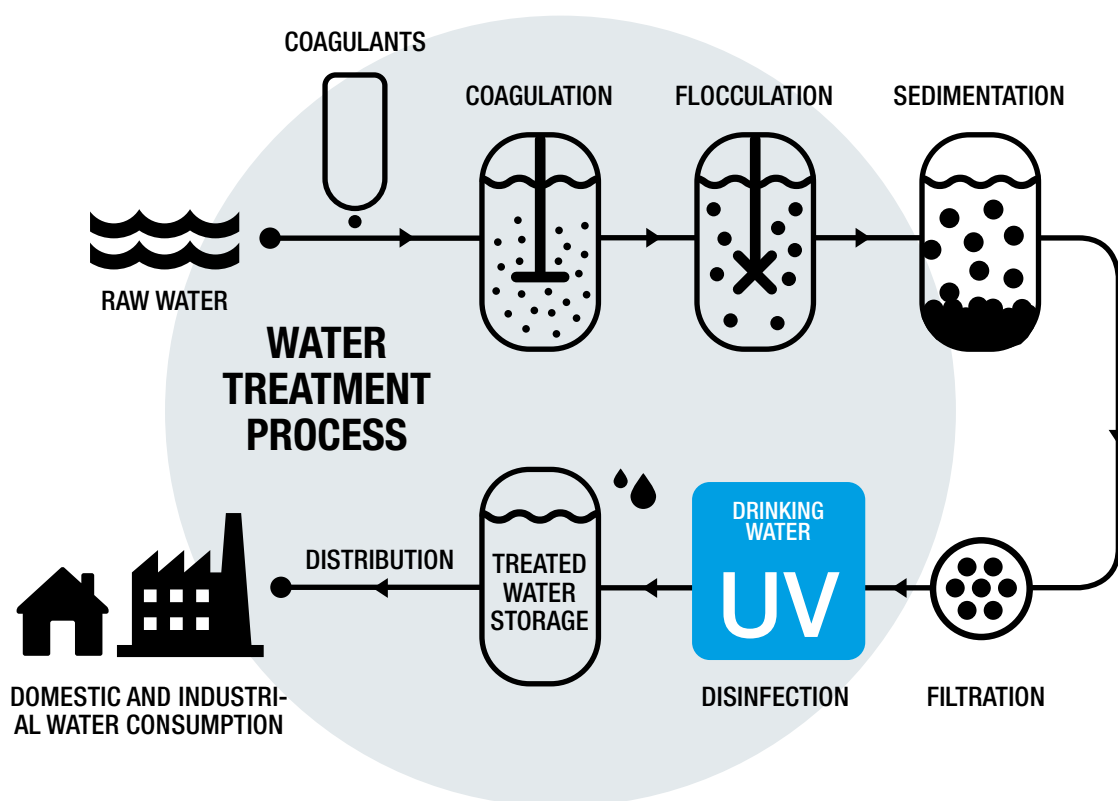 COAGULANTS
COAGULATION
FLOCCULATION
SEDIMENTATION
RAW WATER
WATER
TREATMENT
PROCESS
DRINKING
WATER
UV
DISTRIBUTION
TREATED
WATER
STORAGE
DOMESTIC AND INDUSTRI-
AL WATER CONSUMPTION
DISINFECTION
FILTRATION